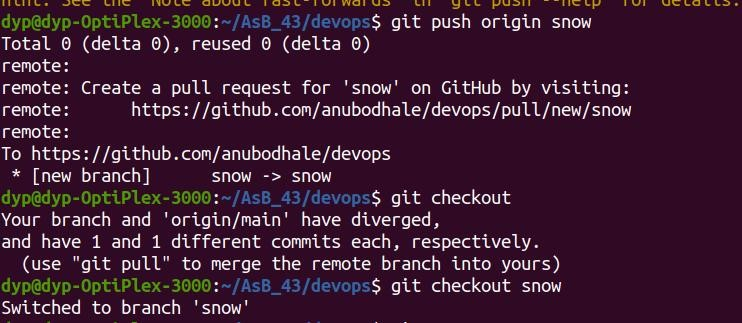 hint: See the 'Note about fast-forwards' in 'git push --help' for details.
dyp@dyp-OptiPlex-3000:~/AsB_43/devops$ git push origin snow
Total 0 (delta 0), reused 0 (delta 0)
remote:
remote: Create a pull request for 'snow' on GitHub by visiting:
remote:      https://github.com/anubodhale/devops/pull/new/snow
remote:
To https://github.com/anubodhale/devops
 * [new branch]      snow -> snow
dyp@dyp-OptiPlex-3000:~/AsB_43/devops$ git checkout
Your branch and 'origin/main' have diverged,
and have 1 and 1 different commits each, respectively.
  (use "git pull" to merge the remote branch into yours)
dyp@dyp-OptiPlex-3000:~/AsB_43/devops$ git checkout snow
Switched to branch 'snow'